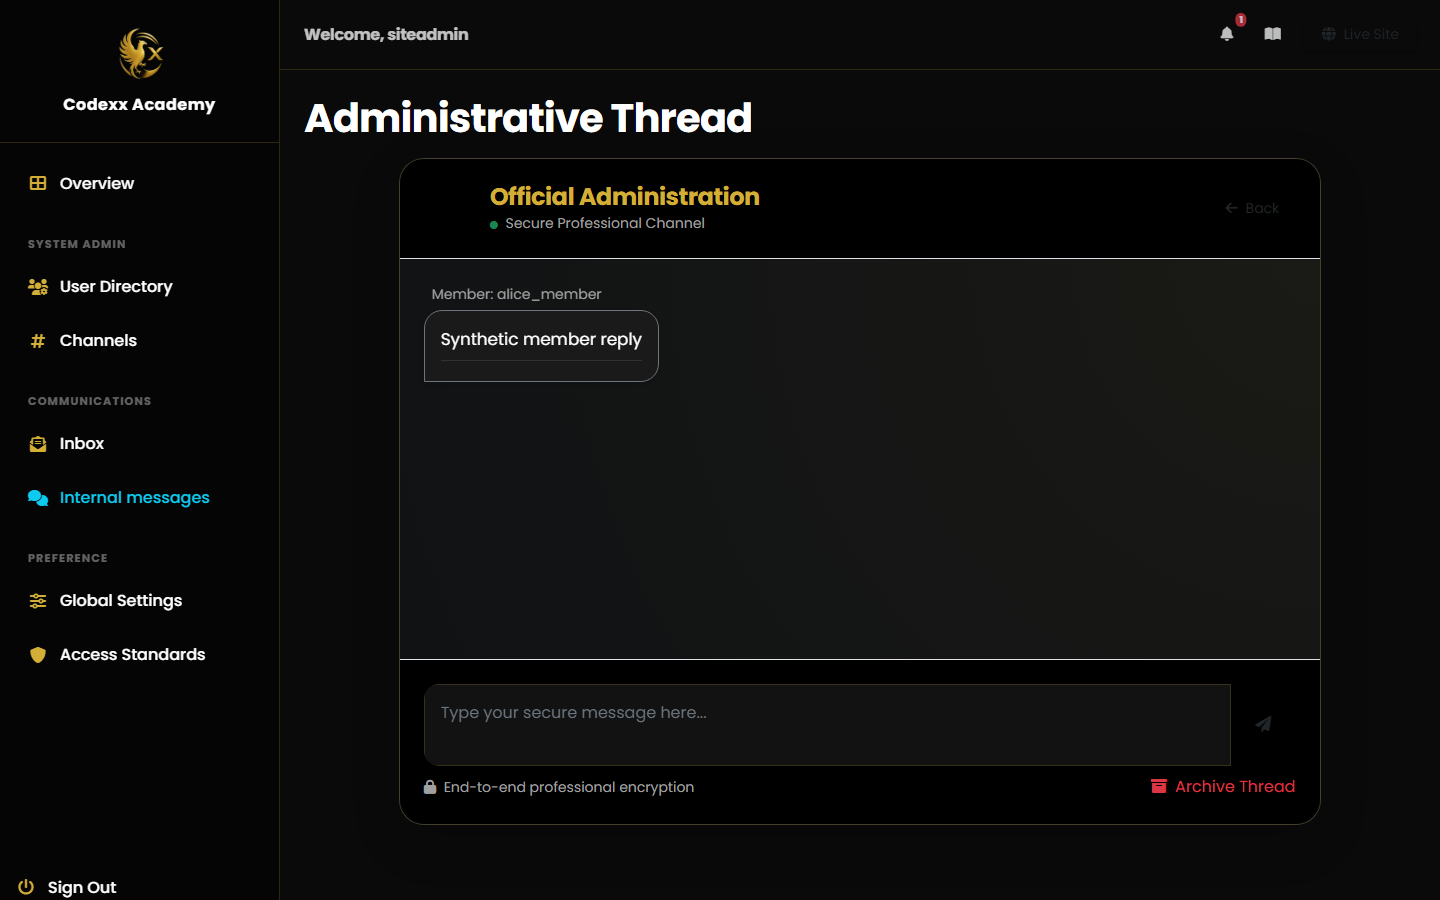 X
Codexx Academy
Overview
SYSTEM ADMIN
User Directory
Channels
COMMUNICATIONS
Inbox
Internal messages
PREFERENCE
Global Settings
Access Standards
Sign Out
Welcome, siteadmin
1
Live Site
Administrative Thread
Official Administration
Secure Professional Channel
Back
Member: alice_member
Synthetic member reply
Type your secure message here...
End-to-end professional encryption
Archive Thread